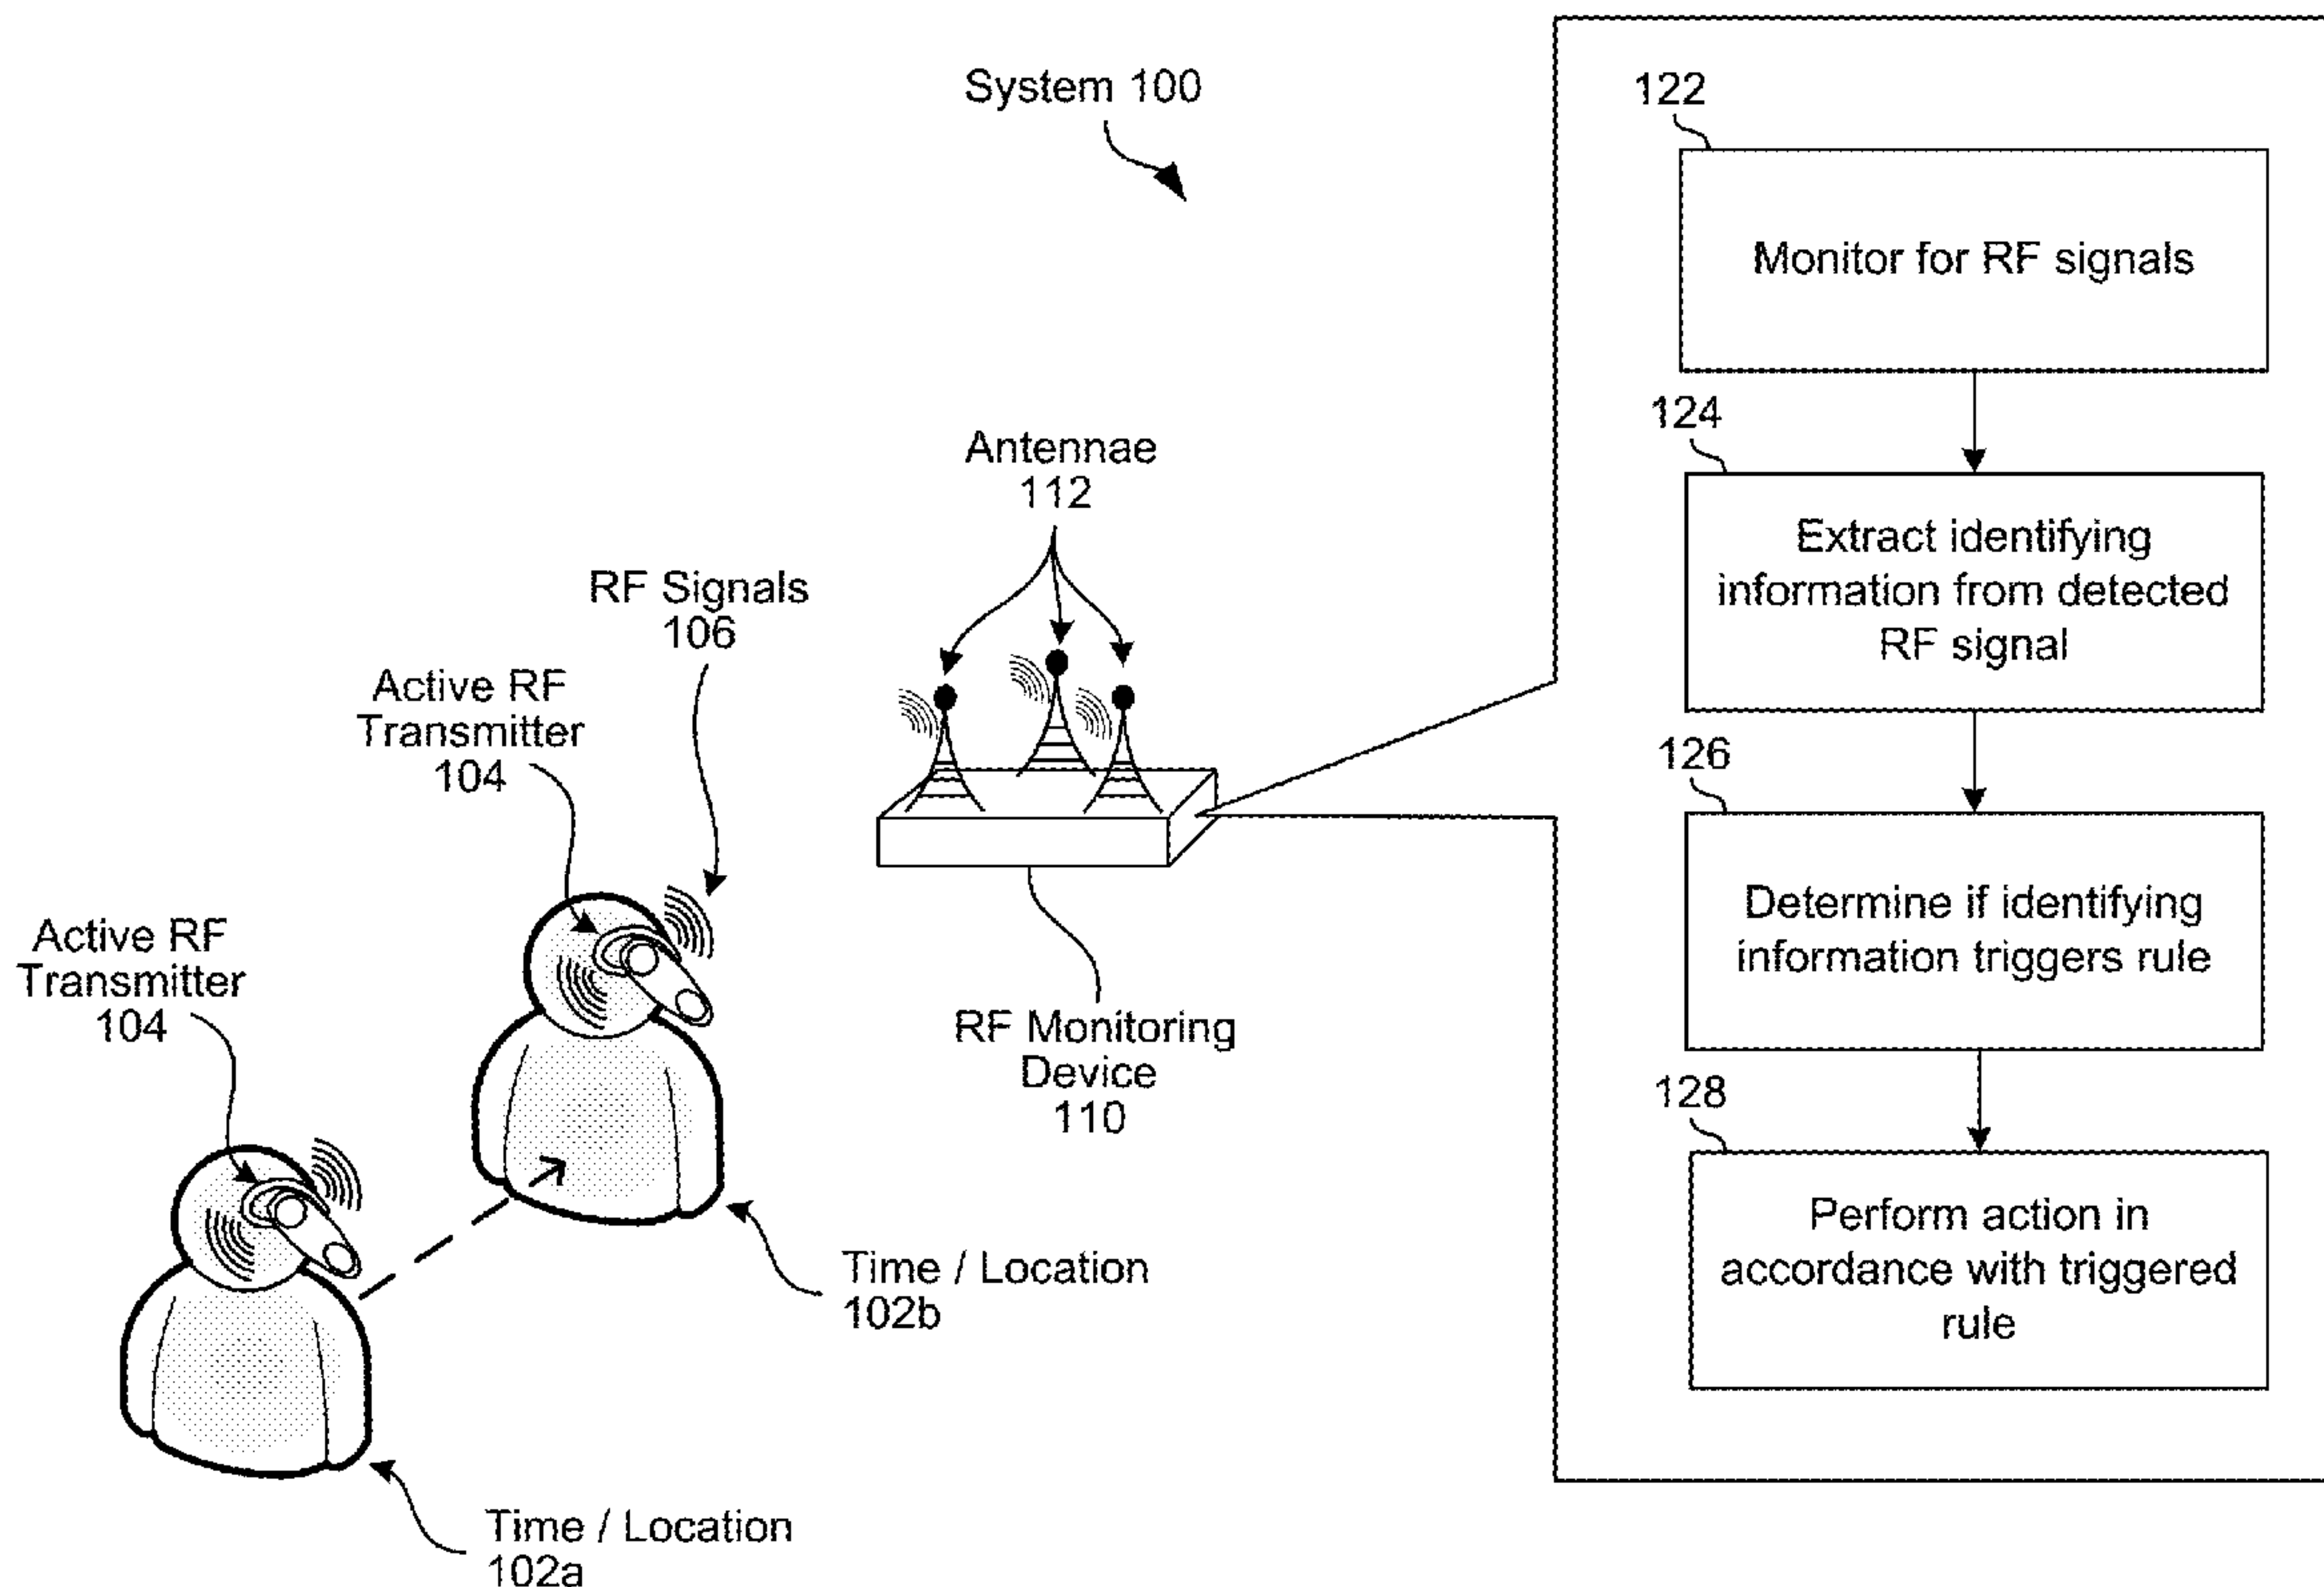 System 100
Antennae
112
RF Signals
106
Active RF
Transmitter
104
Active RF
Transmitter
104
RF Monitoring
Device
110
Time / Location
102b
Time / Location
102a
122
Monitor for RF signals
124
Extract identifying
information from detected
RF signal
126
Determine if identifying
information triggers rule
128
Perform action in
accordance with triggered
rule